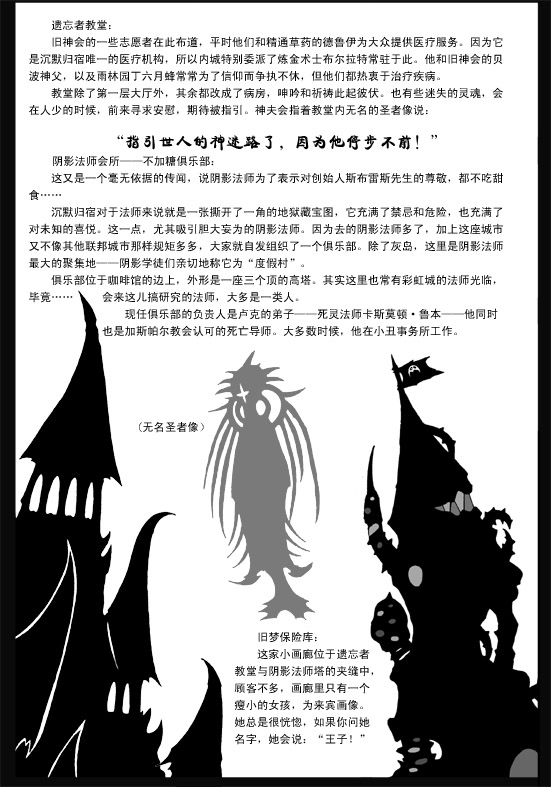 遗忘者教堂：
旧神会的一些志愿者在此布道，平时他们和精通草药的德鲁伊为大众提供医疗服务。因为它
是沉默归宿唯一的医疗机构，所以内城特别委派了炼金术士布尔拉特常驻于此。他和旧神会的贝
波神父，以及雨林园丁六月蜂常常为了信仰而争执不休，但他们都热衷于治疗疾病。
教堂除了第一层大厅外，其余都改成了病房，呻吟和祈祷此起彼伏。也有些迷失的灵魂，会
在人少的时候，前来寻求安慰，期待被指引。神夫会指着教堂内无名的圣者像说：
“指引世人的神迷路了，因为他停步不前！”
阴影法师会所——不加糖俱乐部：
这又是一个毫无依据的传闻，说阴影法师为了表示对创始人斯布雷斯先生的尊敬，都不吃甜
食……
沉默归宿对于法师来说就是一张撕开了一角的地狱藏宝图，它充满了禁忌和危险，也充满了
对未知的喜悦。这一点，尤其吸引胆大妄为的阴影法师。因为去的阴影法师多了，加上这座城市
又不像其他联邦城市那样规矩多多，大家就自发组织了一个俱乐部。除了灰岛，这里是阴影法师
最大的聚集地——阴影学徒们亲切地称它为“度假村”。
俱乐部位于咖啡馆的边上，外形是一座三个顶的高塔。其实这里也常有彩虹城的法师光临，
毕竟…… 会来这儿搞研究的法师，大多是一类人。
现任俱乐部的负责人是卢克的弟子——死灵法师卡斯莫顿·鲁本——他同时
也是加斯帕尔教会认可的死亡导师。大多数时候，他在小丑事务所工作。
（无名圣者像）
旧梦保险库：
这家小画廊位于遗忘者
教堂与阴影法师塔的夹缝中，
顾客不多，画廊里只有一个
瘦小的女孩，为来宾画像。
她总是很恍惚，如果你问她
名字，她会说：“王子！”